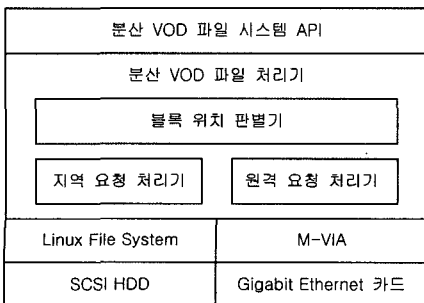 분산 VOD 파일 시스템 API
분산 VOD 파일 처리기
블록 위치 판별기
지역 요청 처리기
원격 요청 처리기
Linux File System
M-VIA
SCSI HDD
Gigabit Ethernet 카드